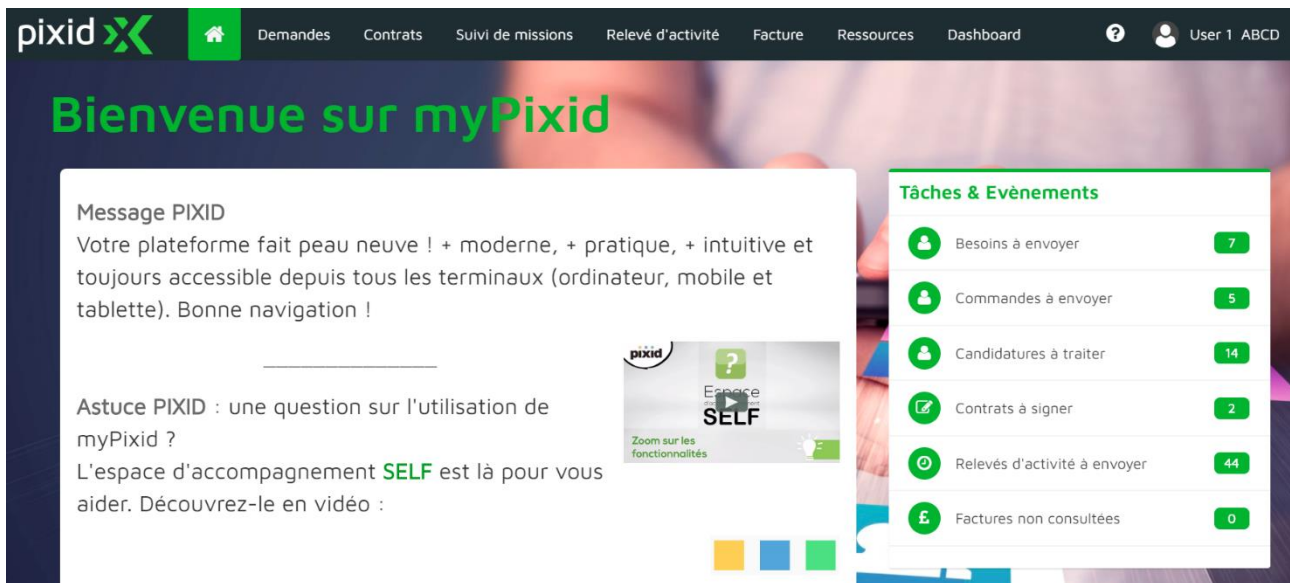 pixid
Demandes
Contrats
Suivi de missions
Relevé d'activité
Facture
Ressources
Dashboard
?
User 1 ABCD
Bienvenue sur myPixid
Message PIXID
Votre plateforme fait peau neuve ! + moderne, + pratique, + intuitive et
toujours accessible depuis tous les terminaux (ordinateur, mobile et
tablette). Bonne navigation !
Astuce PIXID : une question sur l'utilisation de
myPixid ?
L'espace d'accompagnement SELF est là pour vous
aider. Découvrez-le en vidéo :
pixid
?
Espace
SELF
Zoom sur les
fonctionnalités
Tâches & Evènements
Besoins à envoyer 7
Commandes à envoyer 5
Candidatures à traiter 14
Contrats à signer 2
Relevés d'activité à envoyer 44
£ Factures non consultées 0